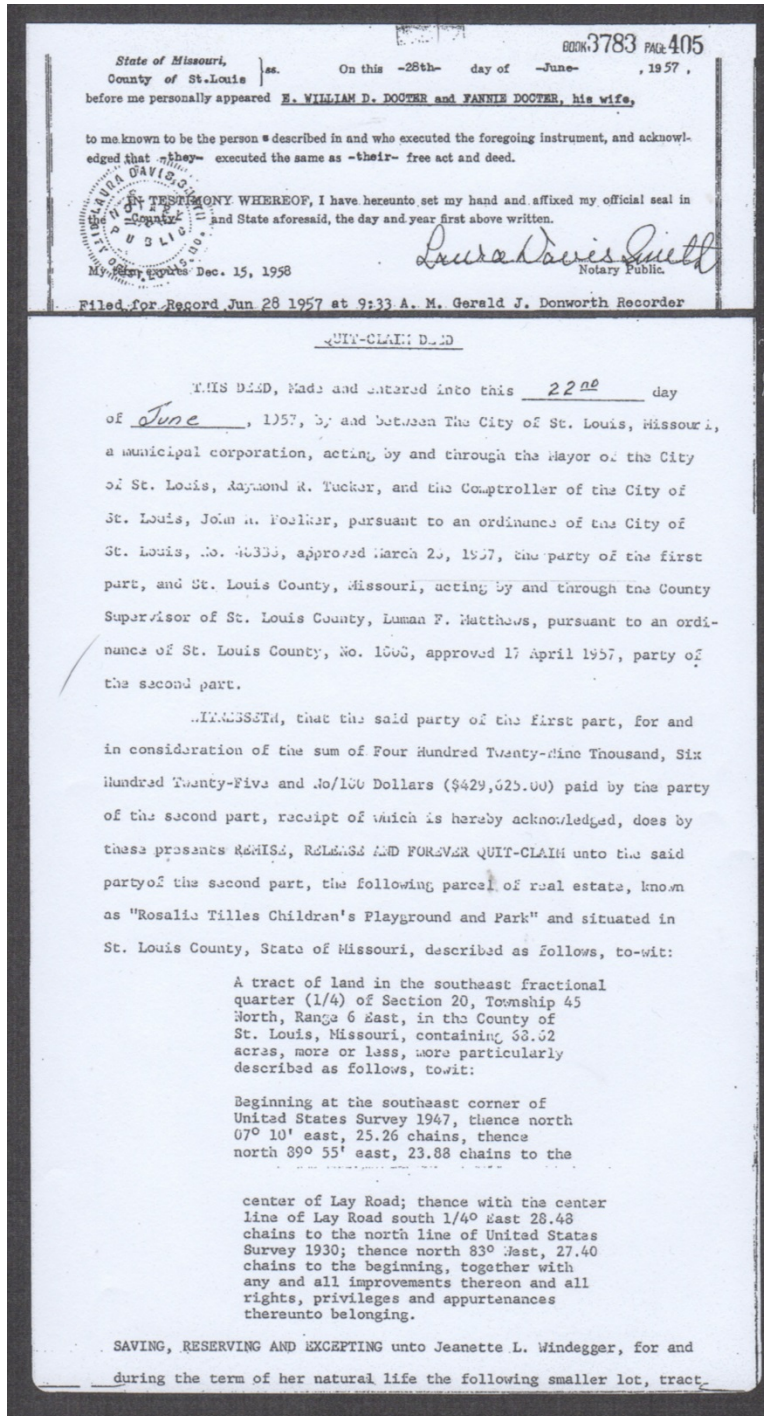 BOOK 3783 PAGE 405
State of Missouri,
County of St.Louis } ss. On this -28th- day of -June- , 1957 ,
before me personally appeared E. WILLIAM D. DOCTER and FANNIE DOCTER, his wife,
to me known to be the person s described in and who executed the foregoing instrument, and acknowl-
edged that -they- executed the same as -their- free act and deed.
IN TESTIMONY WHEREOF, I have hereunto set my hand and affixed my official seal in
the -County- and State aforesaid, the day and year first above written.
LAURA DAVIS SMITH
NOTARY
PUBLIC
Laura Davis Smith
My term expires Dec. 15, 1958 Notary Public.
Filed for Record Jun 28 1957 at 9:33 A. M. Gerald J. Donworth Recorder
QUIT-CLAIM DEED
THIS DEED, Made and entered into this 22nd day
of June , 1957, by and between The City of St. Louis, Missouri,
a municipal corporation, acting by and through the Mayor of the City
of St. Louis, Raymond R. Tucker, and the Comptroller of the City of
St. Louis, John H. Poelker, pursuant to an ordinance of the City of
St. Louis, No. approved March 1957, the party of the first
part, and St. Louis County, Missouri, acting by and through the County
Supervisor of St. Louis County, Luman F. Matthews, pursuant to an ordi-
nance of St. Louis County, No. approved 17 April 1957, party of
the second part.
WITNESSETH, that the said party of the first part, for and
in consideration of the sum of Four Hundred Twenty-Nine Thousand, Six
Hundred Twenty-Five and No/100 Dollars ($429,625.00) paid by the party
of the second part, receipt of which is hereby acknowledged, does by
these presents REMISE, RELEASE AND FOREVER QUIT-CLAIM unto the said
partyof the second part, the following parcel of real estate, known
as "Rosalie Tilles Children's Playground and Park" and situated in
St. Louis County, State of Missouri, described as follows, to-wit:
A tract of land in the southeast fractional
quarter (1/4) of Section 20, Township 45
North, Range 6 East, in the County of
St. Louis, Missouri, containing
acres, more or less, more particularly
described as follows, towit:
Beginning at the southeast corner of
United States Survey 1947, thence north
07° 10' east, 25.26 chains, thence
north 89° 55' east, 23.88 chains to the
center of Lay Road; thence with the center
line of Lay Road south 1/4° East 28.48
chains to the north line of United States
Survey 1930; thence north 83° West, 27.40
chains to the beginning, together with
any and all improvements thereon and all
rights, privileges and appurtenances
thereunto belonging.
SAVING, RESERVING AND EXCEPTING unto Jeanette L. Windegger, for and
during the term of her natural life the following smaller lot, tract